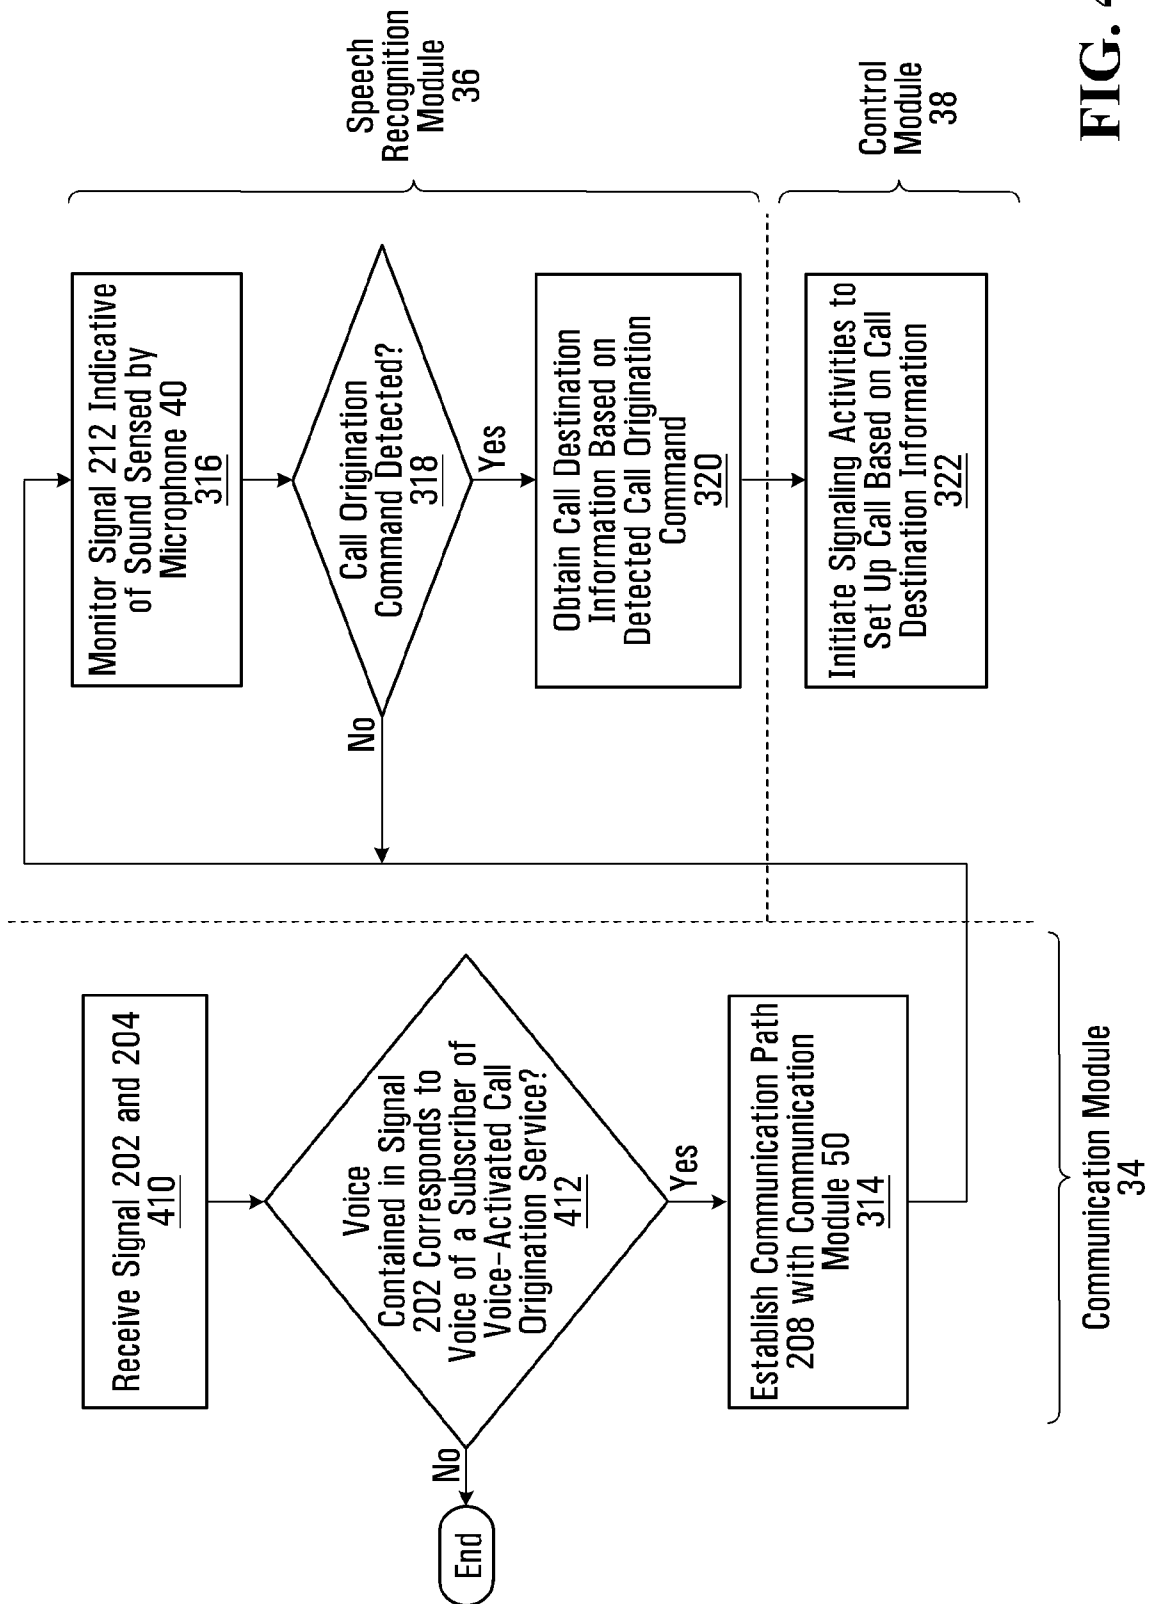 Receive Signal 202 and 204
410
Voice
Contained in Signal
202 Corresponds to
Voice of a Subscriber of
Voice-Activated Call
Origination Service?
412
No
End
Yes
Establish Communication Path
208 with Communication
Module 50
314
Communication Module
34
Monitor Signal 212 Indicative
of Sound Sensed by
Microphone 40
316
Call Origination
Command Detected?
318
No
Yes
Obtain Call Destination
Information Based on
Detected Call Origination
Command
320
Initiate Signaling Activities to
Set Up Call Based on Call
Destination Information
322
Speech
Recognition
Module
36
Control
Module
38
FIG.